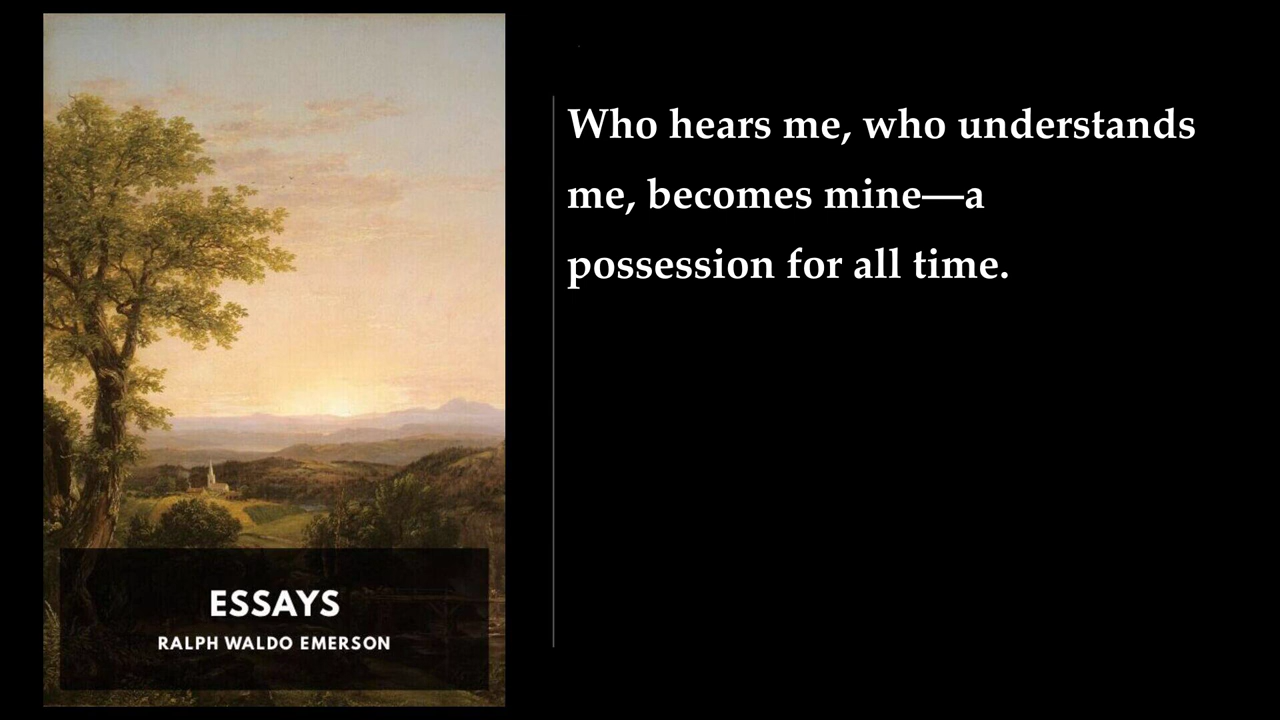 Who hears me, who understands
me, becomes mine—a
possession for all time.
ESSAYS
RALPH WALDO EMERSON